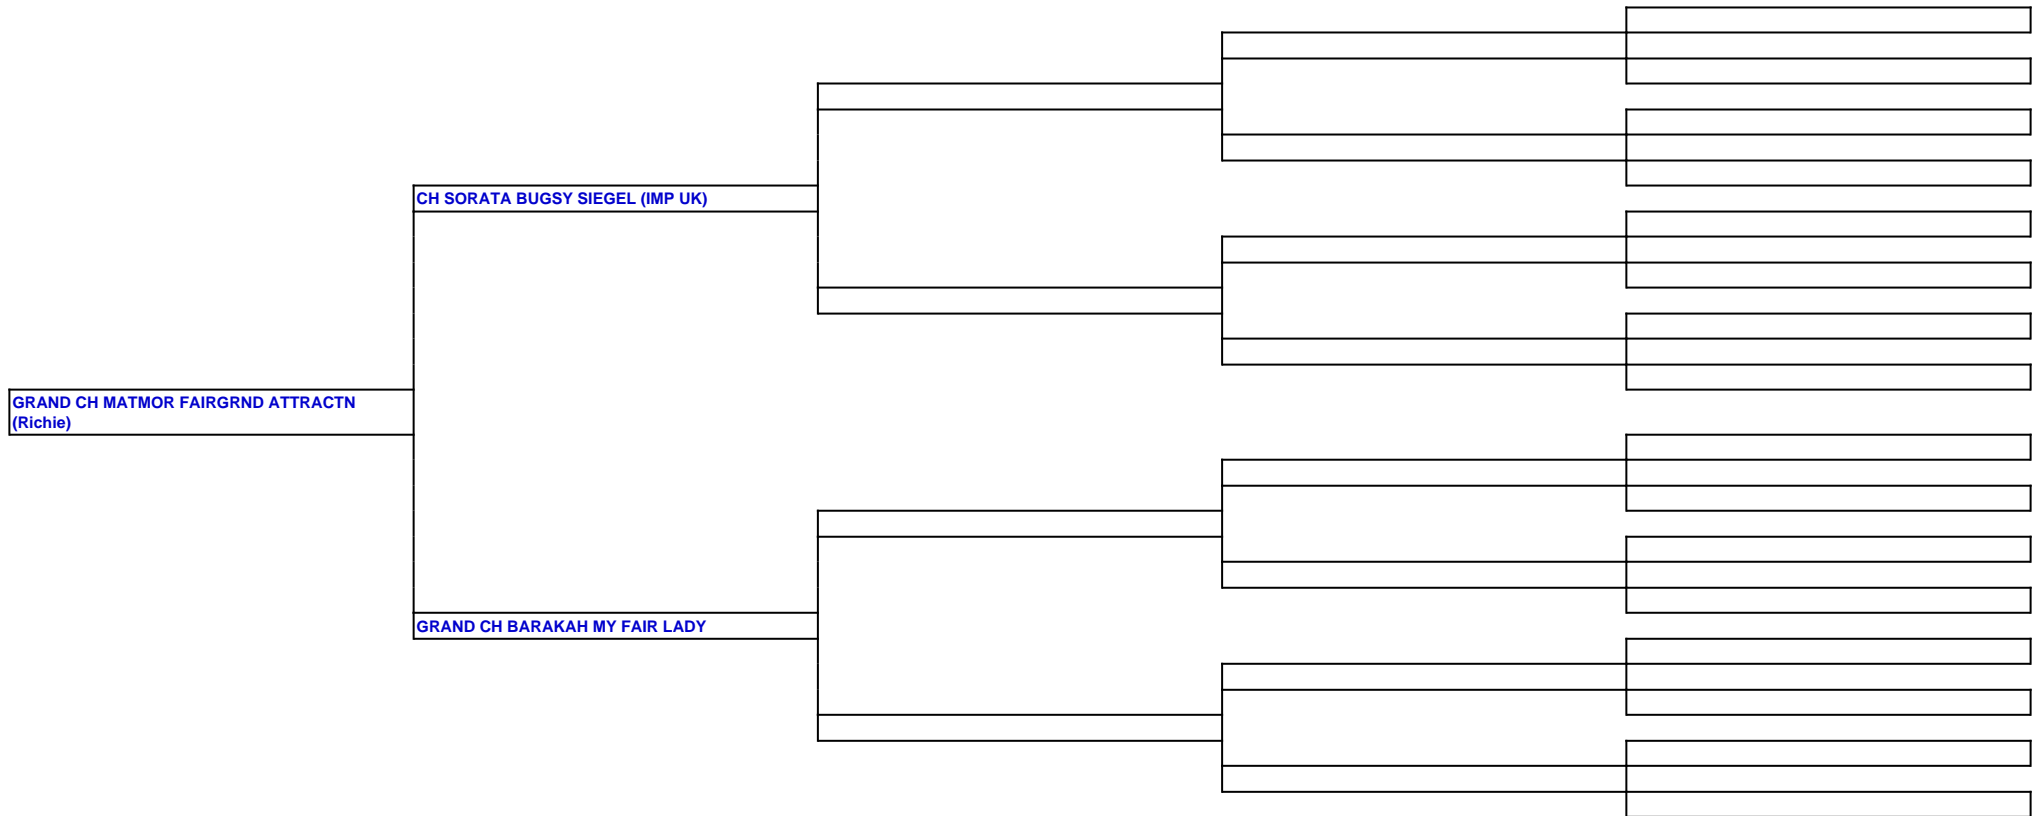 CH SORATA BUGSY SIEGEL (IMP UK)
GRAND CH MATMOR FAIRGRND ATTRACTN
(Richie)
GRAND CH BARAKAH MY FAIR LADY